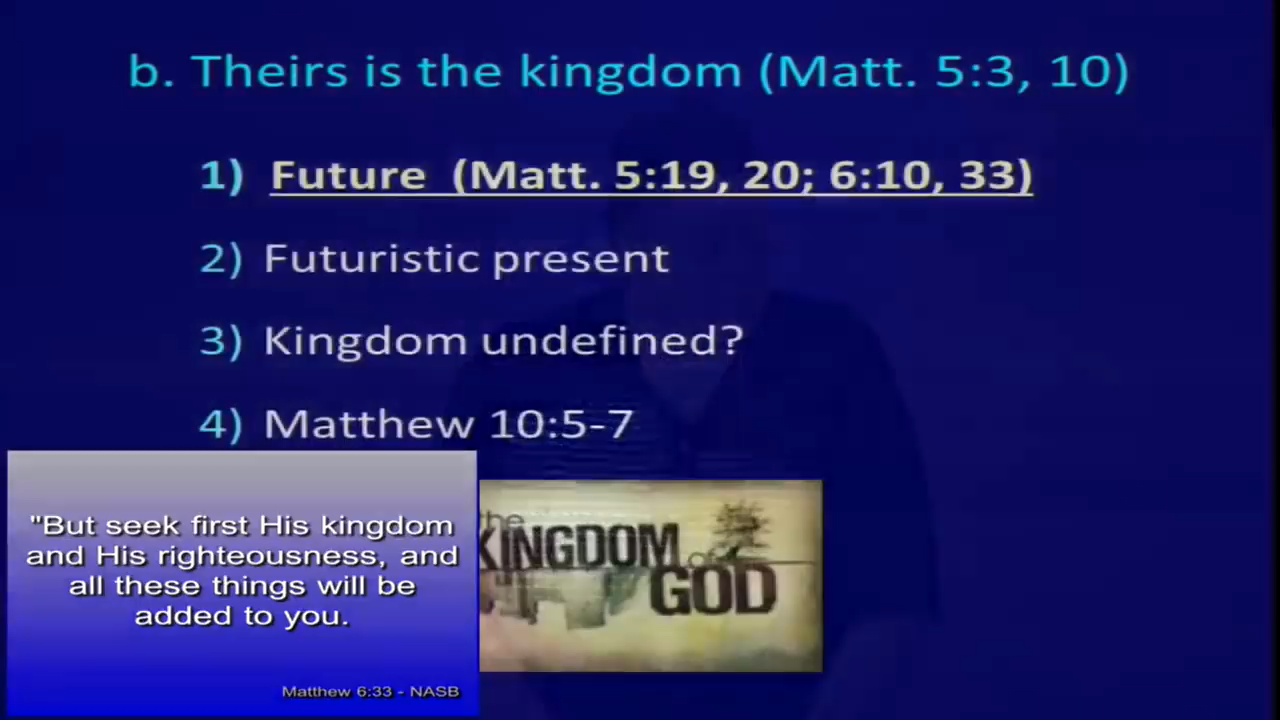 b. Theirs is the kingdom (Matt. 5:3, 10)
1) Future (Matt. 5:19, 20; 6:10, 33)
2) Futuristic present
3) Kingdom undefined?
4) Matthew 10:5-7
"But seek first His kingdom
and His righteousness, and
all these things will be
added to you.
Matthew 6:33 - NASB
the
KINGDOM of
GOD